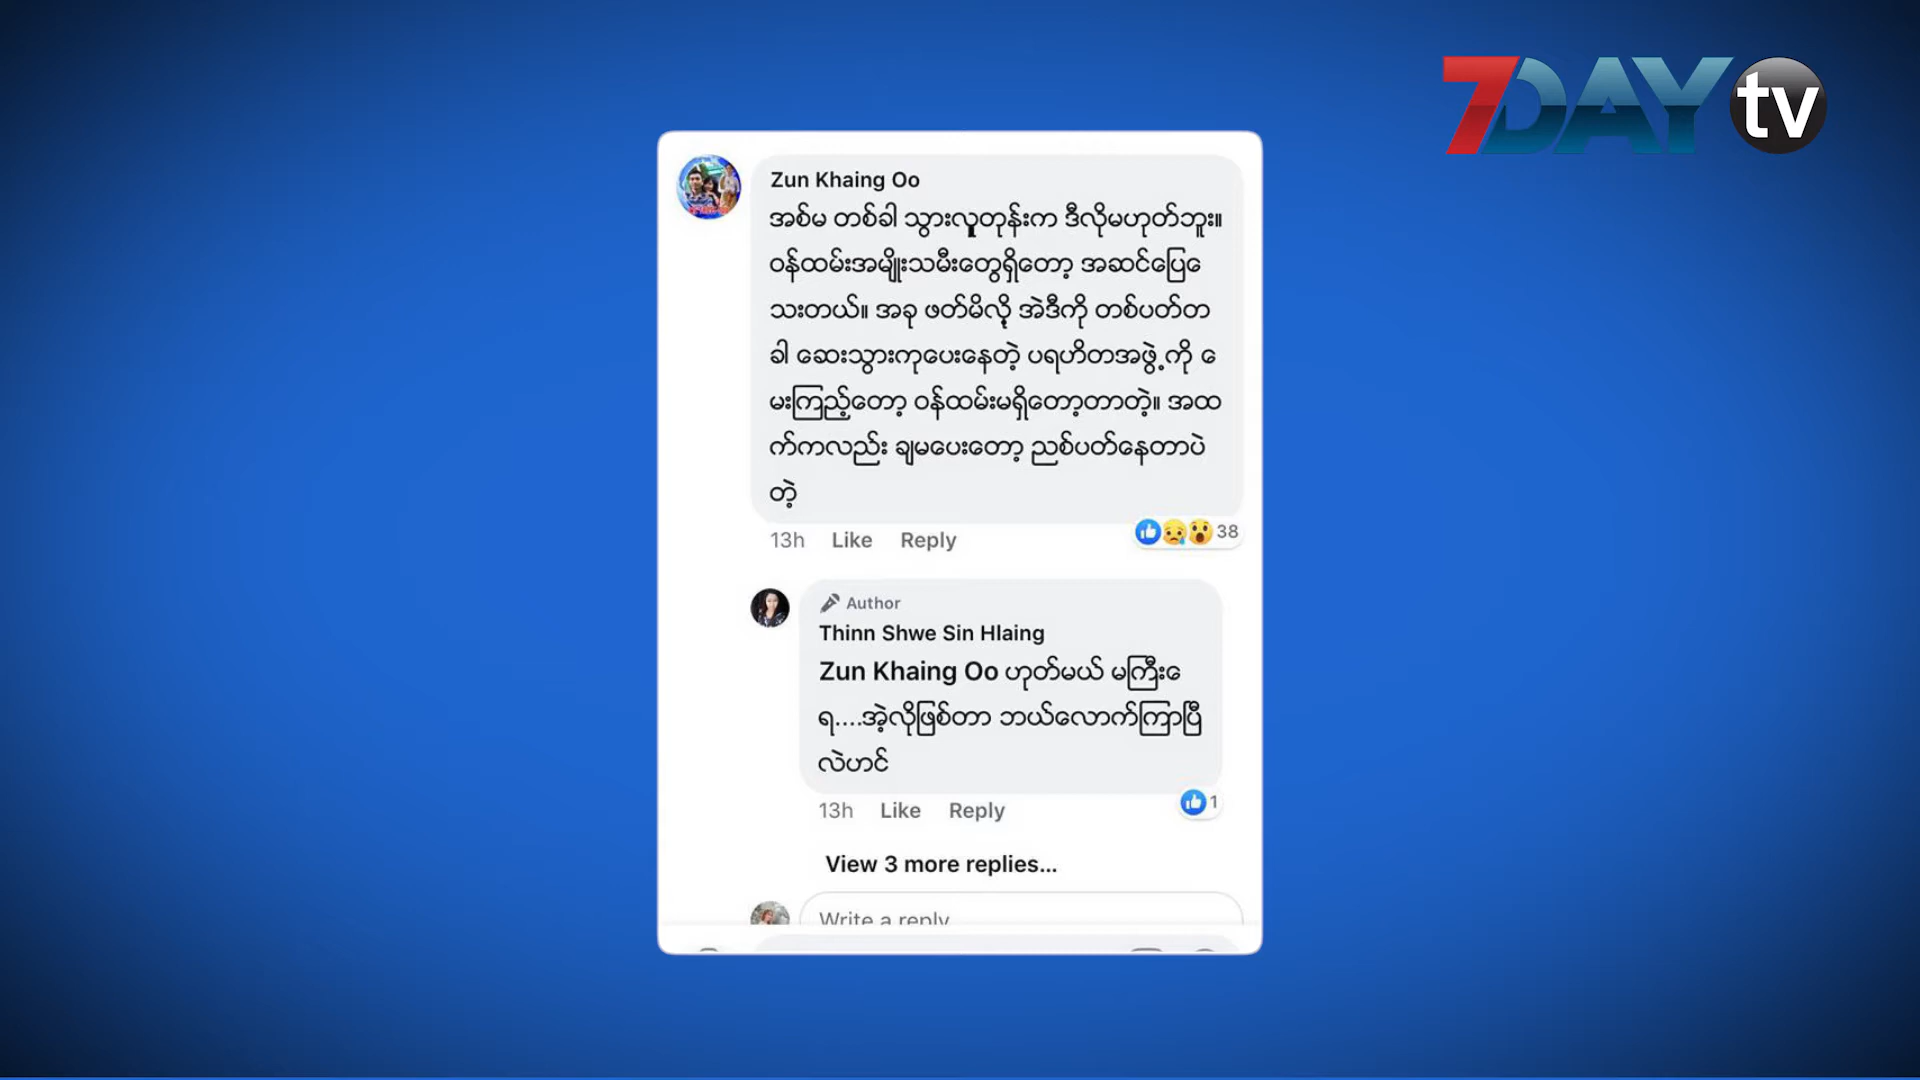 7DAY tv
Zun Khaing Oo
အစ်မ တစ်ခါ သွားလှူတုန်းက ဒီလိုမဟုတ်ဘူး။
ဝန်ထမ်းအမျိုးသမီးတွေရှိတော့ အဆင်ပြေ
သေးတယ်။ အခု ဖတ်မိလို့ အဲဒီကို တစ်ပတ်တ
ခါ ဆေးသွားကုပေးနေတဲ့ ပရဟိတအဖွဲ့ကို
မေးကြည့်တော့ ဝန်ထမ်းမရှိတော့တာတဲ့။ အထ
က်ကလည်း ချမပေးတော့ ညစ်ပတ်နေတာပဲ
တဲ့
13h Like Reply 38
Author
Thinn Shwe Sin Hlaing
Zun Khaing Oo ဟုတ်မယ် မကြီး
ရေ....အဲ့လိုဖြစ်တာ ဘယ်လောက်ကြာပြီ
လဲဟင်
13h Like Reply 1
View 3 more replies...
Write a reply